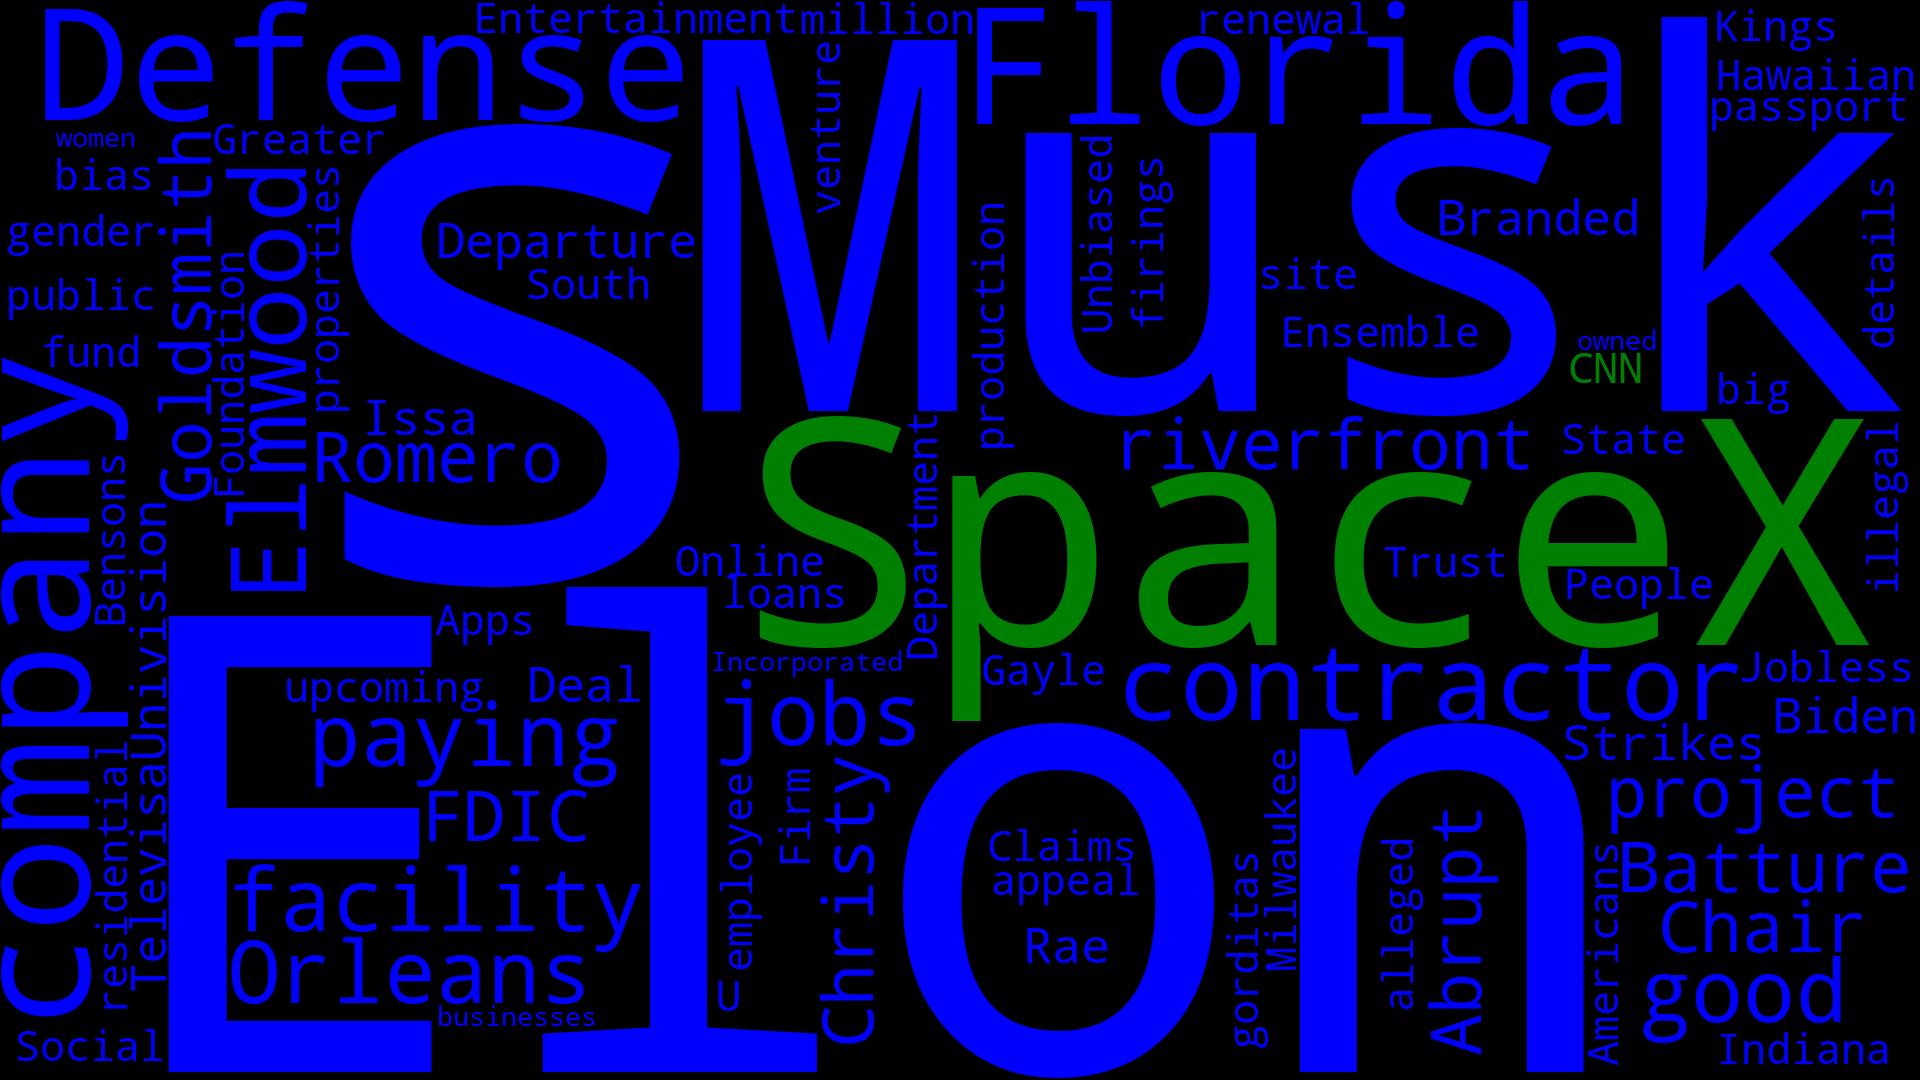 Defense
Entertainment
million
Florida
renewal
Kings
Hawaiian
passport
women
bias
gender
public
fund
Goldsmith
Greater
Elmwood
Foundation
properties
S
Departure
South
Issa
Romero
Musk
venture
production
Unbiased
firings
site
Branded
Ensemble
owned
CNN
big
details
company
Bensons
TelevisaUnivision
residential
Social
SpaceX
Online
loans
Department
riverfront
State
Trust
People
illegal
Elon
Apps
upcoming
Deal
paying
FDIC
facility
Orleans
businesses
Incorporated
jobs
Gayle
contractor
Jobless
Biden
Strikes
project
Batture
Chair
good
Indiana
employee
U
Firm
Christy
Claims
appeal
Rae
gorditas
Milwaukee
alleged
Abrupt
Americans